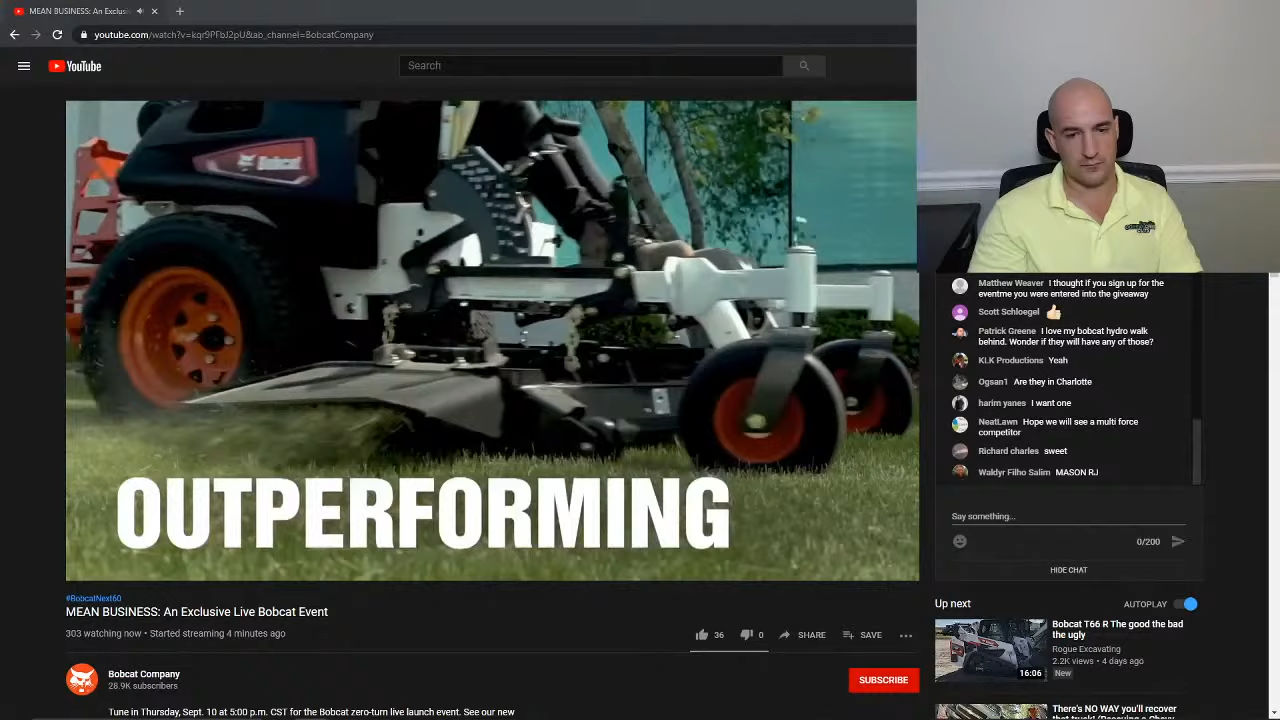 MEAN BUSINESS: An Exclusi
youtube.com/watch?v=kqr9PFbJ2pU&ab_channel=BobcatCompany
YouTube
Search
Bobcat
OUTPERFORMING
#BobcatNext60
MEAN BUSINESS: An Exclusive Live Bobcat Event
303 watching now • Started streaming 4 minutes ago
36
0
SHARE
SAVE
Bobcat Company
28.9K subscribers
SUBSCRIBE
Tune in Thursday, Sept. 10 at 5:00 p.m. CST for the Bobcat zero-turn live launch event. See our new
Matthew Weaver I thought if you sign up for the
eventme you were entered into the giveaway
Scott Schloegel
Patrick Greene I love my bobcat hydro walk
behind. Wonder if they will have any of those?
KLK Productions Yeah
Ogsan1 Are they in Charlotte
harim yanes I want one
NeatLawn Hope we will see a multi force
competitor
Richard charles sweet
Waldyr Filho Salim MASON RJ
Say something...
0/200
HIDE CHAT
Up next
AUTOPLAY
Bobcat T66 R The good the bad
the ugly
Rogue Excavating
2.2K views • 4 days ago
New
16:06
There's NO WAY you'll recover